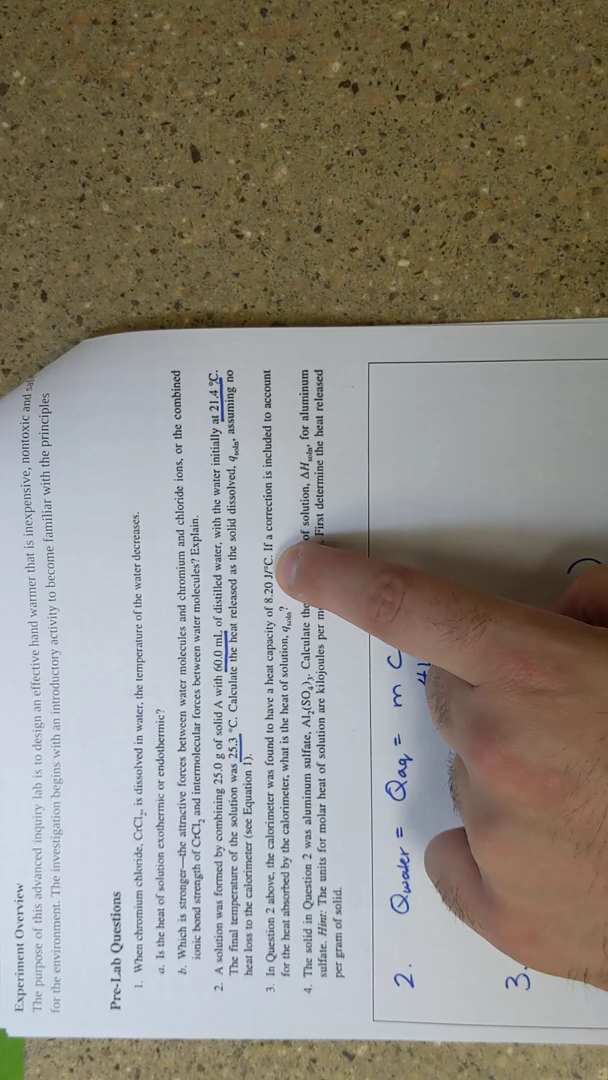 Experiment Overview
The purpose of this advanced inquiry lab is to design an effective hand warmer that is inexpensive, nontoxic and
for the environment. The investigation begins with an introductory activity to become familiar with the principles
Pre-Lab Questions
1. When chromium chloride, CrCl₂, is dissolved in water, the temperature of the water decreases.
a. Is the heat of solution exothermic or endothermic?
b. Which is stronger—the attractive forces between water molecules and chromium and chloride ions, or the combined
ionic bond strength of CrCl₂ and intermolecular forces between water molecules? Explain.
2. A solution was formed by combining 25.0 g of solid A with 60.0 mL of distilled water, with the water initially at 21.4 °C.
The final temperature of the solution was 25.3 °C. Calculate the heat released as the solid dissolved, qsoln, assuming no
heat loss to the calorimeter (see Equation 1).
3. In Question 2 above, the calorimeter was found to have a heat capacity of 8.20 J/°C. If a correction is included to account
for the heat absorbed by the calorimeter, what is the heat of solution, qsoln?
4. The solid in Question 2 was aluminum sulfate, Al₂(SO₄)₃. Calculate the of solution, ΔHsoln, for aluminum
sulfate. Hint: The units for molar heat of solution are kilojoules per First determine the heat released
per gram of solid.
2. Qwater = Qaq = m C
3.